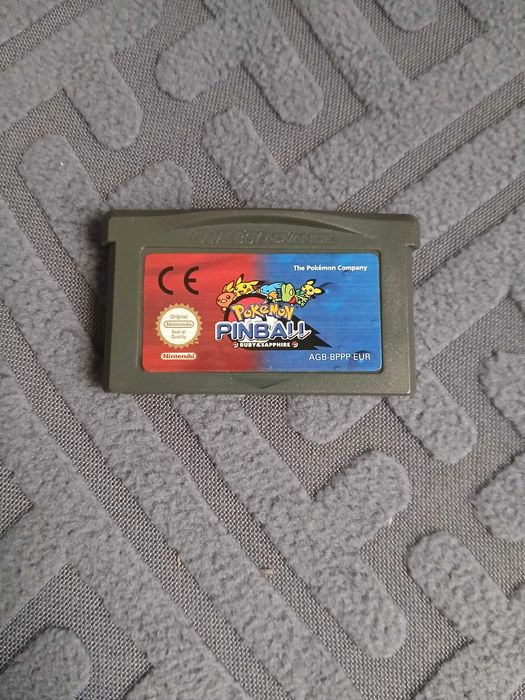 GAME BOY ADVANCE
CE
The Pokémon Company
POKéMON
PINBALL
RUBY&SAPPHIRE
Original
Nintendo
Seal of
Quality
Nintendo
AGB-BPPP-EUR